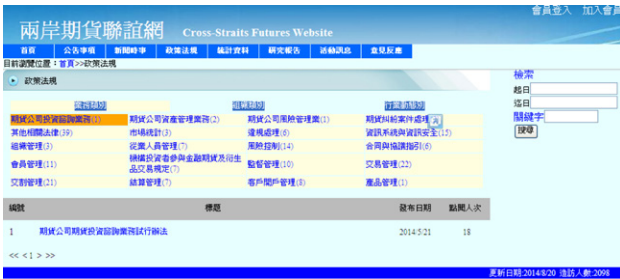 會員登入 加入會員
兩岸期貨聯誼網 Cross-Straits Futures Website
首頁 公告事項 新聞時事 政策法規 統計資料 研究報告 活動訊息 意見反應
目前瀏覽位置：首頁>>政策法規
政策法規
業務類別 組織類別 行業動態別
期貨公司投資諮詢業務(1) 期貨公司資產管理業務(2) 期貨公司風險管理業(1) 期貨糾紛案件處理
其他相關法律(39) 市場統計(3) 違規處理(6) 資訊系統與資訊安全(15)
組織管理(3) 從業人員管理(7) 風險控制(14) 合同與協議指引(6)
會員管理(11) 機構投資者參與金融期貨及衍生品交易規定(7) 監督管理(10) 交易管理(22)
交割管理(21) 結算管理(7) 客戶開戶管理(8) 產品管理(1)
編號 標題 發布日期 點閱人次
1 期貨公司期貨投資諮詢業務試行辦法 2014/5/21 18
<< <1 > >>
檢索
起日
迄日
關鍵字
搜尋
更新日期:2014/8/20 造訪人數:2098